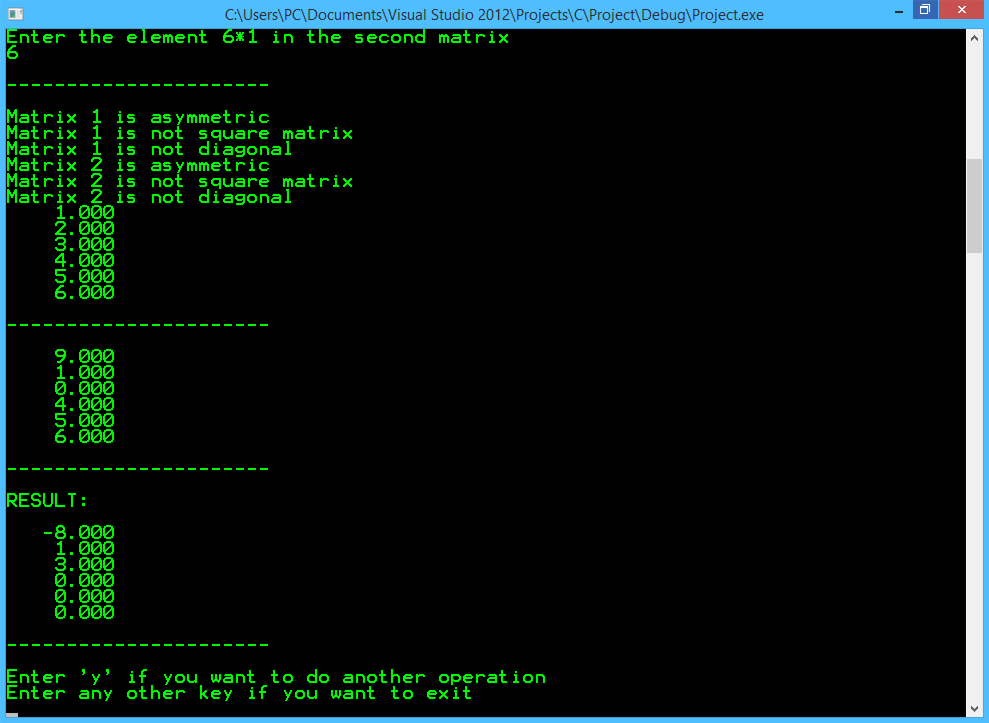 C:\Users\PC\Documents\Visual Studio 2012\Projects\C\Project\Debug\Project.exe
Enter the element 6*1 in the second matrix
6
----------------------
Matrix 1 is asymmetric
Matrix 1 is not square matrix
Matrix 1 is not diagonal
Matrix 2 is asymmetric
Matrix 2 is not square matrix
Matrix 2 is not diagonal
1.000
2.000
3.000
4.000
5.000
6.000
----------------------
9.000
1.000
0.000
4.000
5.000
6.000
----------------------
RESULT:
-8.000
1.000
3.000
0.000
0.000
0.000
----------------------
Enter 'y' if you want to do another operation
Enter any other key if you want to exit